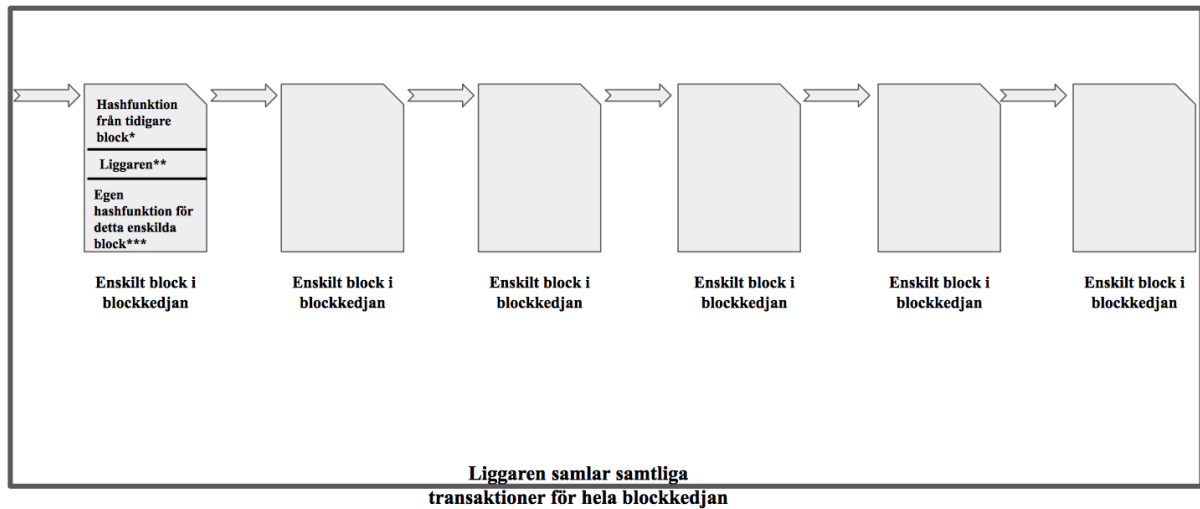 Hashfunktion
från tidigare
block*
Liggaren**
Egen
hashfunktion för
detta enskilda
block***
Enskilt block i
blockkedjan
Enskilt block i
blockkedjan
Enskilt block i
blockkedjan
Enskilt block i
blockkedjan
Enskilt block i
blockkedjan
Enskilt block i
blockkedjan
Liggaren samlar samtliga
transaktioner för hela blockkedjan